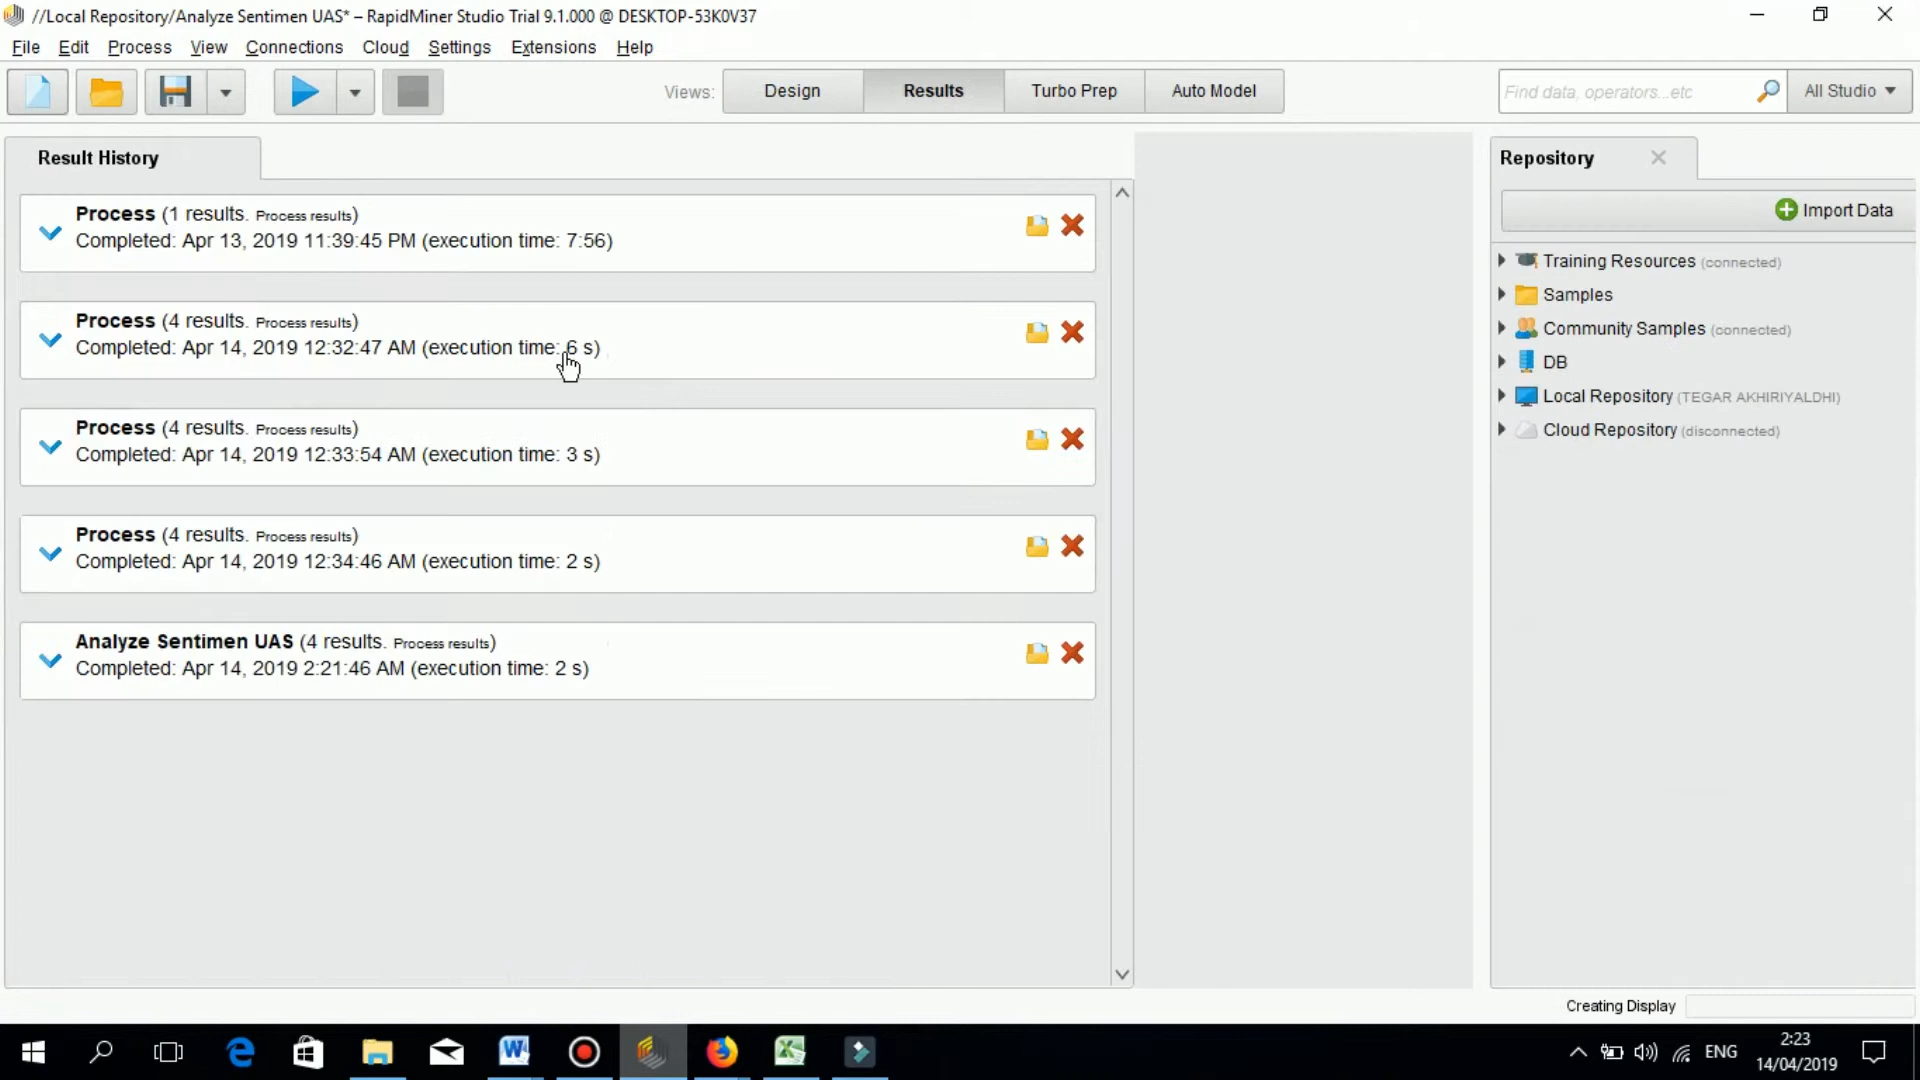 //Local Repository/Analyze Sentimen UAS* – RapidMiner Studio Trial 9.1.000 @ DESKTOP-53K0V37
File Edit Process View Connections Cloud Settings Extensions Help
Views: Design Results Turbo Prep Auto Model
Find data, operators...etc
All Studio
Result History
Process (1 results. Process results)
Completed: Apr 13, 2019 11:39:45 PM (execution time: 7:56)
Process (4 results. Process results)
Completed: Apr 14, 2019 12:32:47 AM (execution time: 6 s)
Process (4 results. Process results)
Completed: Apr 14, 2019 12:33:54 AM (execution time: 3 s)
Process (4 results. Process results)
Completed: Apr 14, 2019 12:34:46 AM (execution time: 2 s)
Analyze Sentimen UAS (4 results. Process results)
Completed: Apr 14, 2019 2:21:46 AM (execution time: 2 s)
Repository
Import Data
Training Resources (connected)
Samples
Community Samples (connected)
DB
Local Repository (TEGAR AKHIRIYALDHI)
Cloud Repository (disconnected)
Creating Display
ENG
2:23
14/04/2019